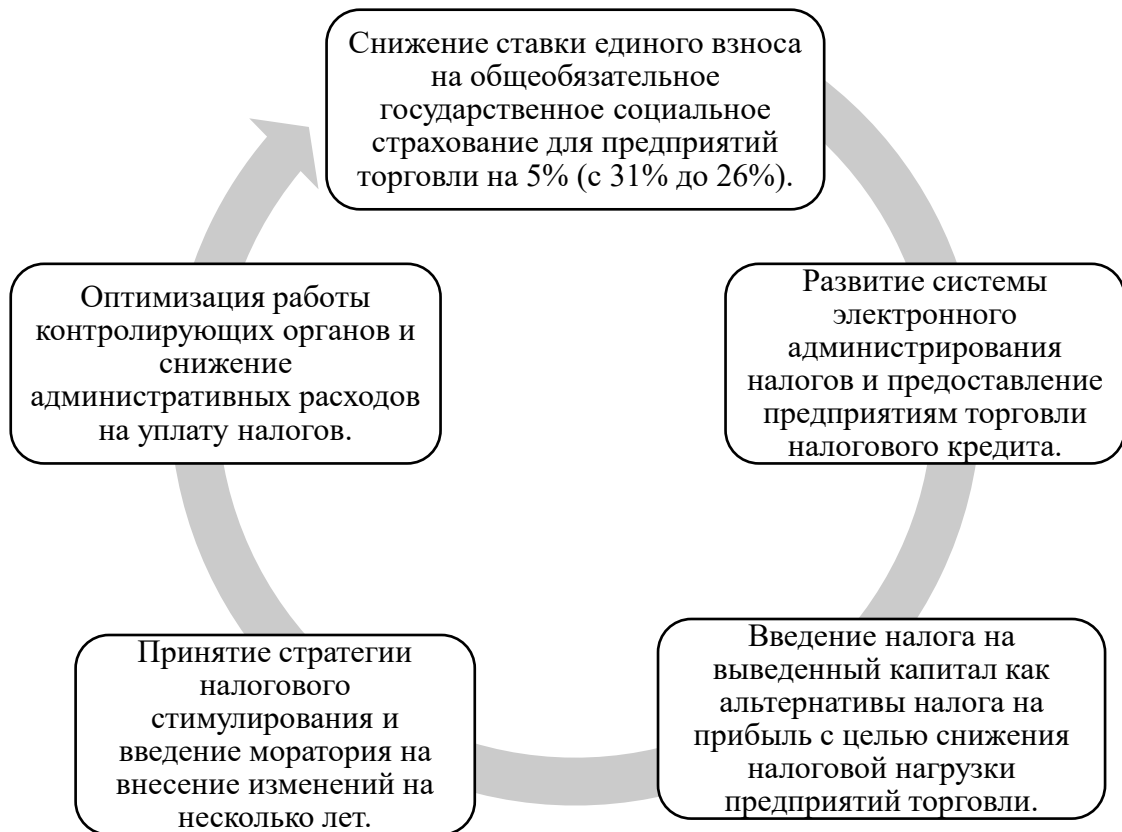 Снижение ставки единого взноса
на общеобязательное
государственное социальное
страхование для предприятий
торговли на 5% (с 31% до 26%).
Развитие системы
электронного
администрирования
налогов и предоставление
предприятиям торговли
налогового кредита.
Введение налога на
выведенный капитал как
альтернативы налога на
прибыль с целью снижения
налоговой нагрузки
предприятий торговли.
Принятие стратегии
налогового
стимулирования и
введение моратория на
внесение изменений на
несколько лет.
Оптимизация работы
контролирующих органов и
снижение
административных расходов
на уплату налогов.